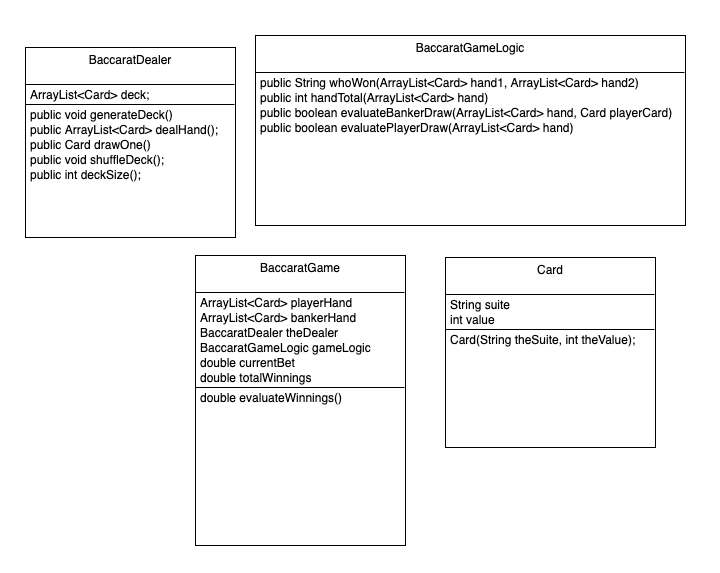 BaccaratDealer
ArrayList<Card> deck;
public void generateDeck()
public ArrayList<Card> dealHand();
public Card drawOne()
public void shuffleDeck();
public int deckSize();
BaccaratGameLogic
public String whoWon(ArrayList<Card> hand1, ArrayList<Card> hand2)
public int handTotal(ArrayList<Card> hand)
public boolean evaluateBankerDraw(ArrayList<Card> hand, Card playerCard)
public boolean evaluatePlayerDraw(ArrayList<Card> hand)
BaccaratGame
ArrayList<Card> playerHand
ArrayList<Card> bankerHand
BaccaratDealer theDealer
BaccaratGameLogic gameLogic
double currentBet
double totalWinnings
double evaluateWinnings()
Card
String suite
int value
Card(String theSuite, int theValue);